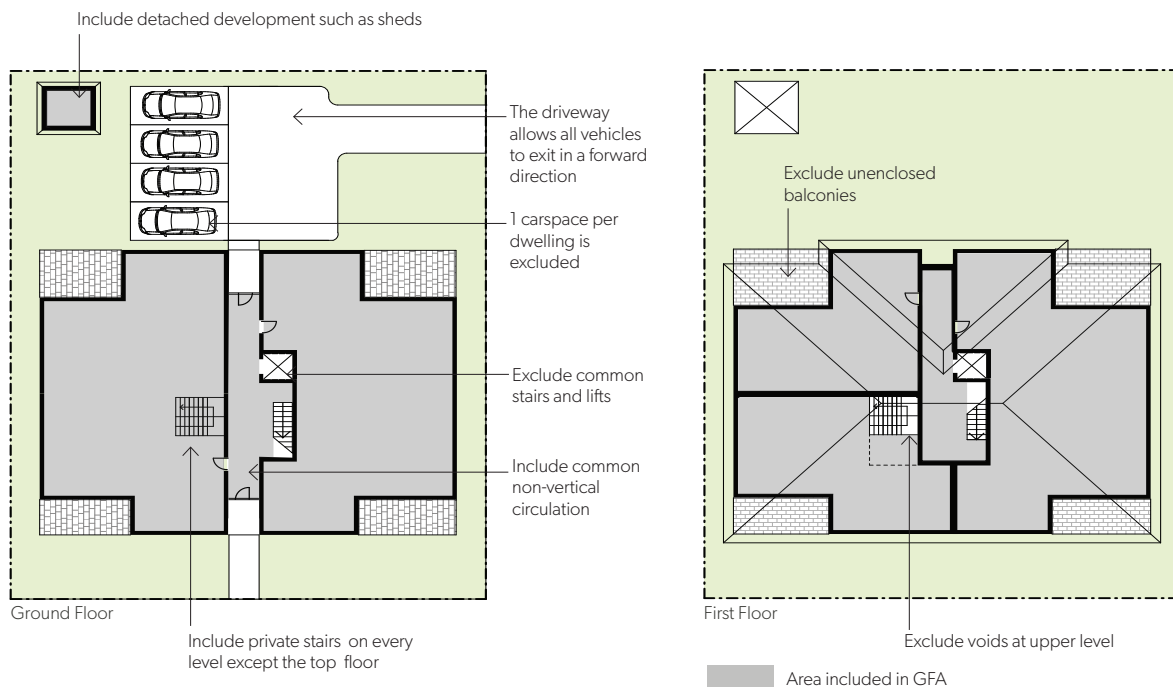 Include detached development such as sheds
The driveway
allows all vehicles
to exit in a forward
direction
1 carspace per
dwelling is
excluded
Exclude common
stairs and lifts
Include common
non-vertical
circulation
Ground Floor
Include private stairs on every
level except the top floor
Exclude unenclosed
balconies
First Floor
Exclude voids at upper level
Area included in GFA